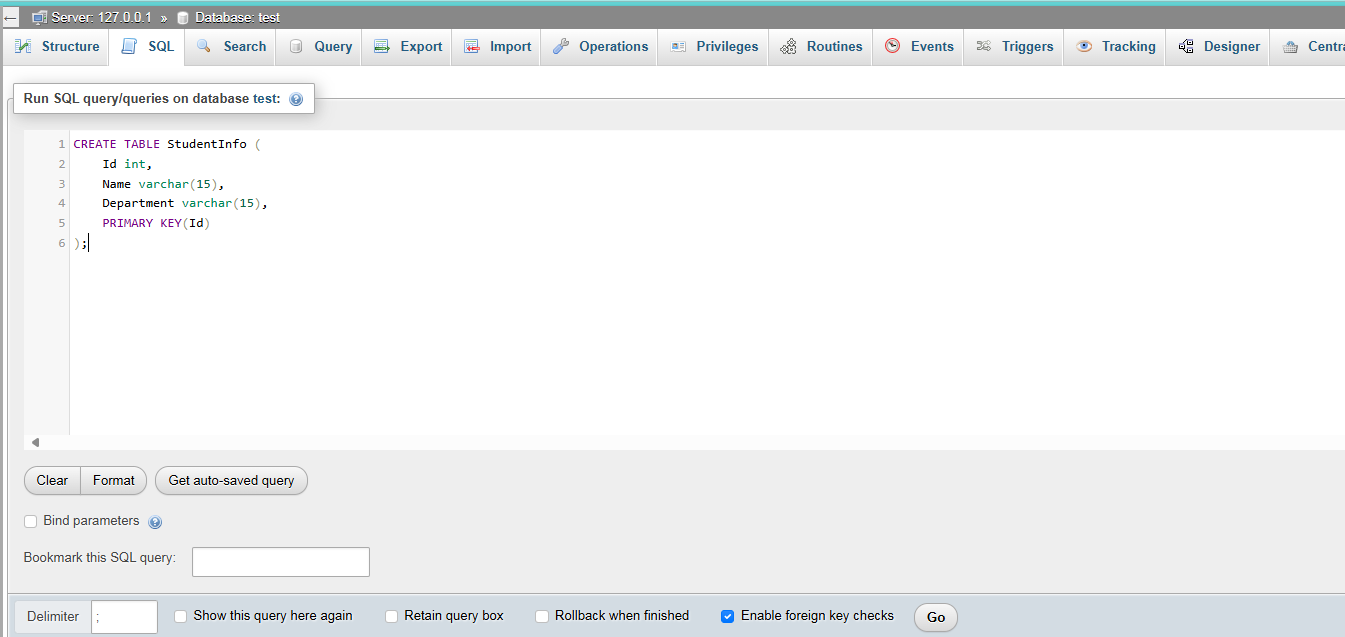 Server: 127.0.0.1 » Database: test
Structure SQL Search Query Export Import Operations Privileges Routines Events Triggers Tracking Designer Centra
Run SQL query/queries on database test:
1 CREATE TABLE StudentInfo (
2 Id int,
3 Name varchar(15),
4 Department varchar(15),
5 PRIMARY KEY(Id)
6 );
Clear Format Get auto-saved query
Bind parameters
Bookmark this SQL query:
Delimiter ; Show this query here again Retain query box Rollback when finished Enable foreign key checks Go